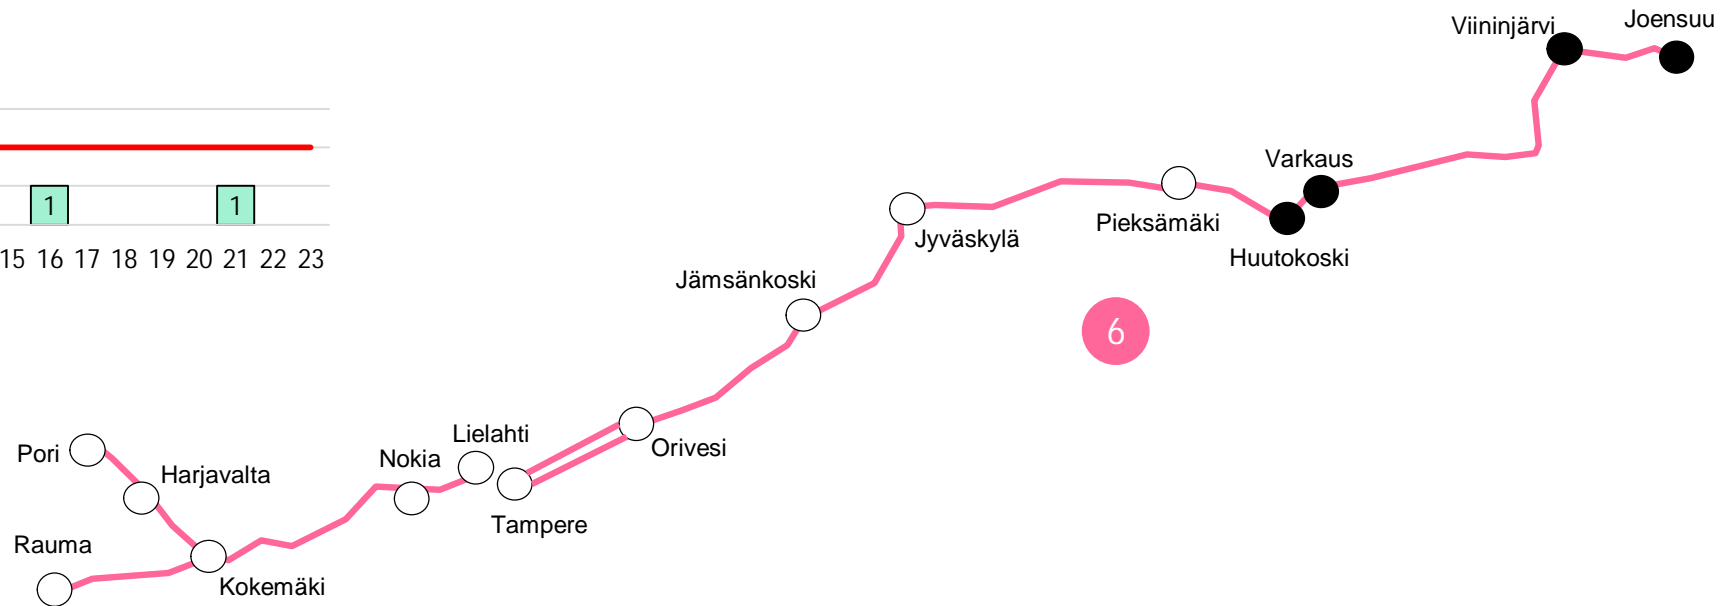 Joensuu
Viininjärvi
Varkaus
1 1
Pieksämäki
Jyväskylä
15 16 17 18 19 20 21 22 23
Huutokoski
Jämsänkoski
6
Lielahti
Orivesi
Pori
Nokia
Harjavalta
Tampere
Rauma
Kokemäki